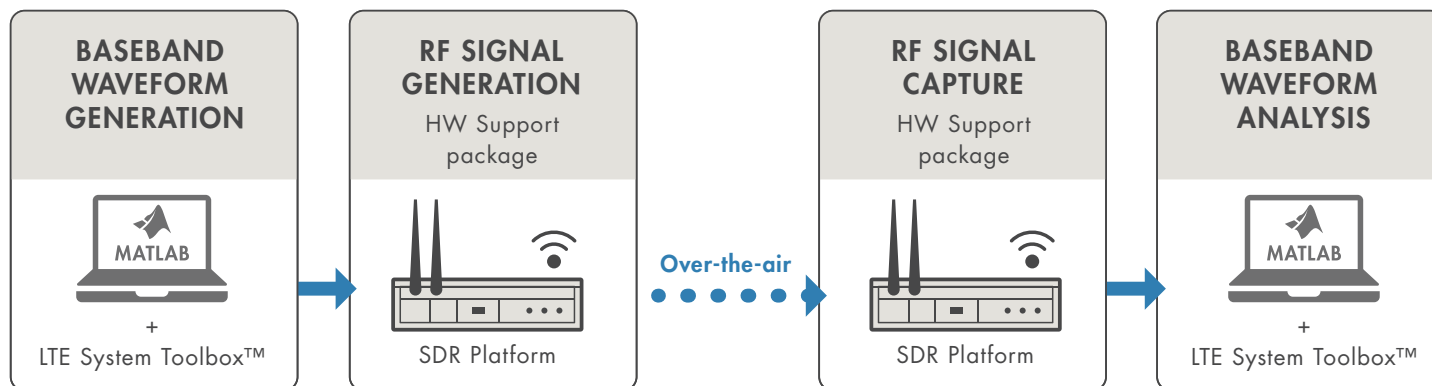 BASEBAND
WAVEFORM
GENERATION
MATLAB
+
LTE System Toolbox™
RF SIGNAL
GENERATION
HW Support
package
SDR Platform
Over-the-air
RF SIGNAL
CAPTURE
HW Support
package
SDR Platform
BASEBAND
WAVEFORM
ANALYSIS
MATLAB
+
LTE System Toolbox™